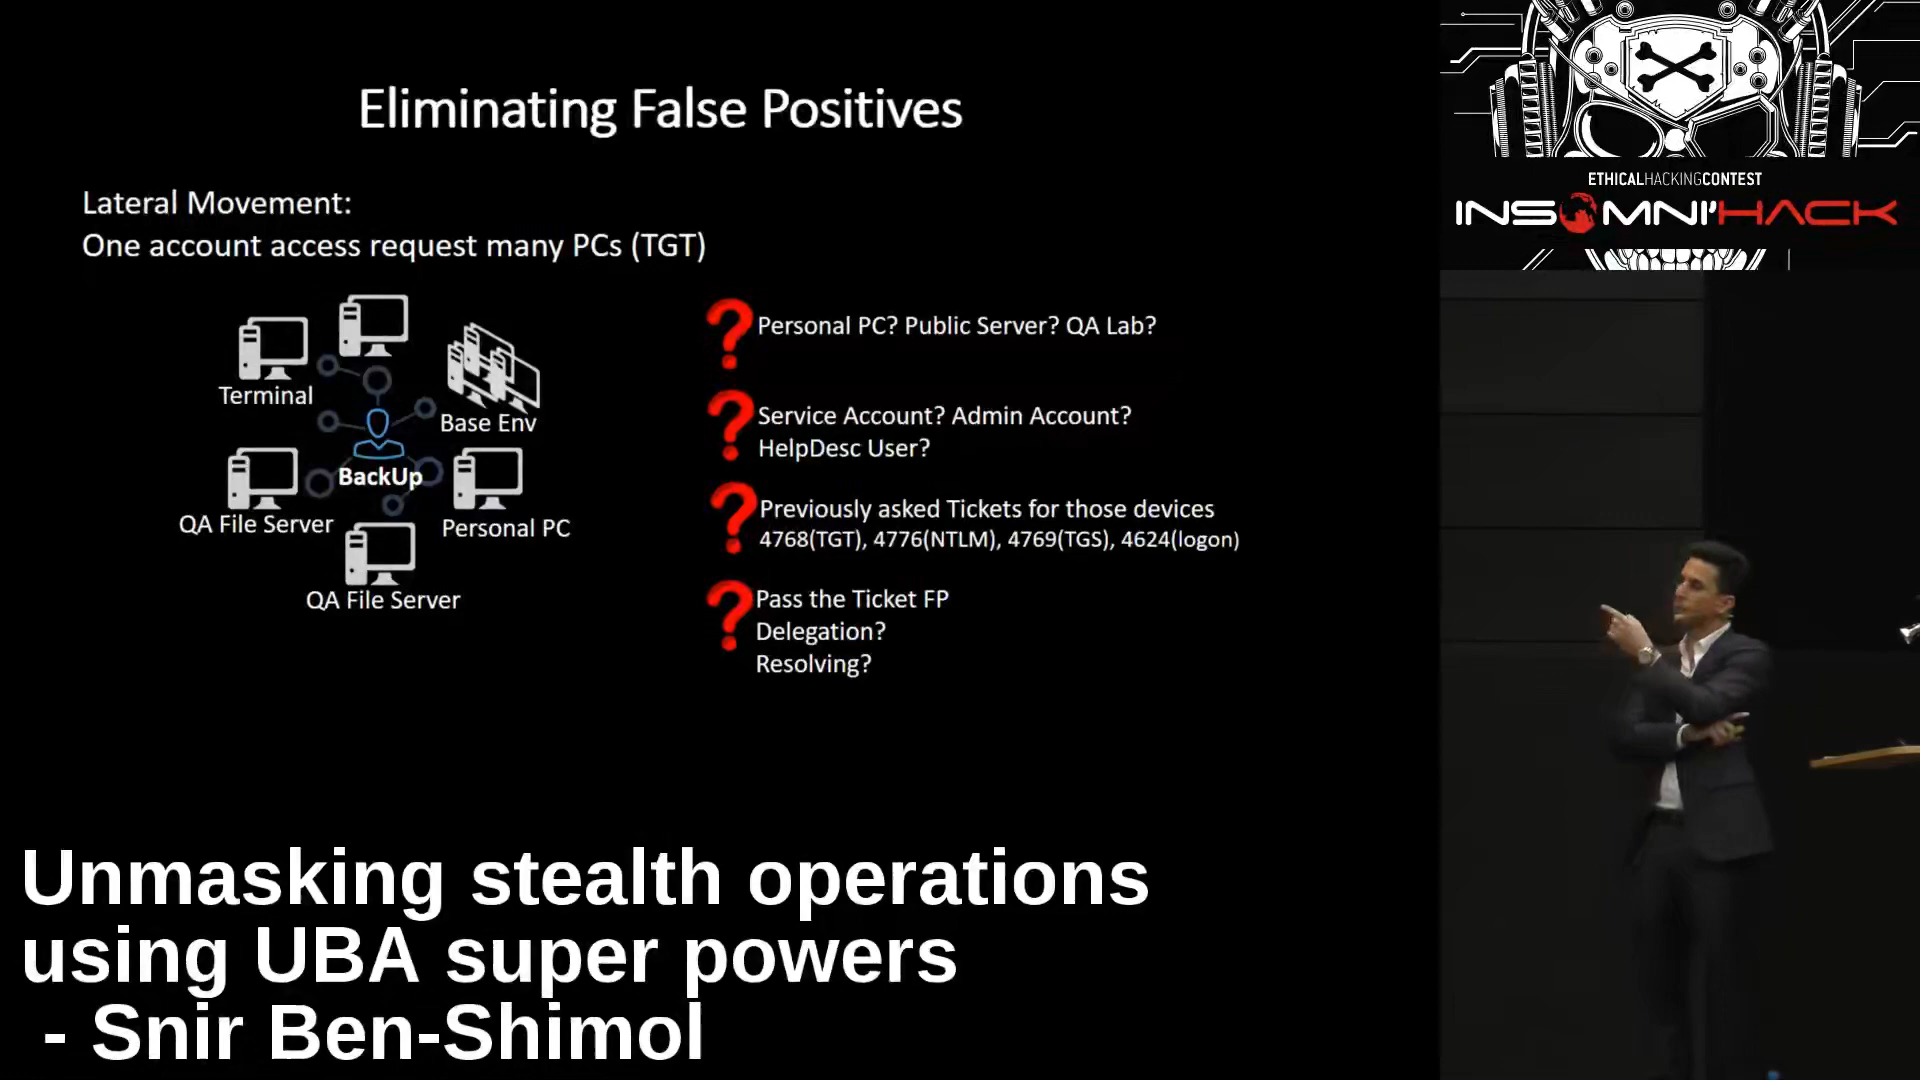 Eliminating False Positives
Lateral Movement:
One account access request many PCs (TGT)
Terminal
Base Env
BackUp
QA File Server
Personal PC
QA File Server
Personal PC? Public Server? QA Lab?
Service Account? Admin Account?
HelpDesc User?
Previously asked Tickets for those devices
4768(TGT), 4776(NTLM), 4769(TGS), 4624(logon)
Pass the Ticket FP
Delegation?
Resolving?
ETHICALHACKINGCONTEST
INSOMNI'HACK
Unmasking stealth operations
using UBA super powers
- Snir Ben-Shimol